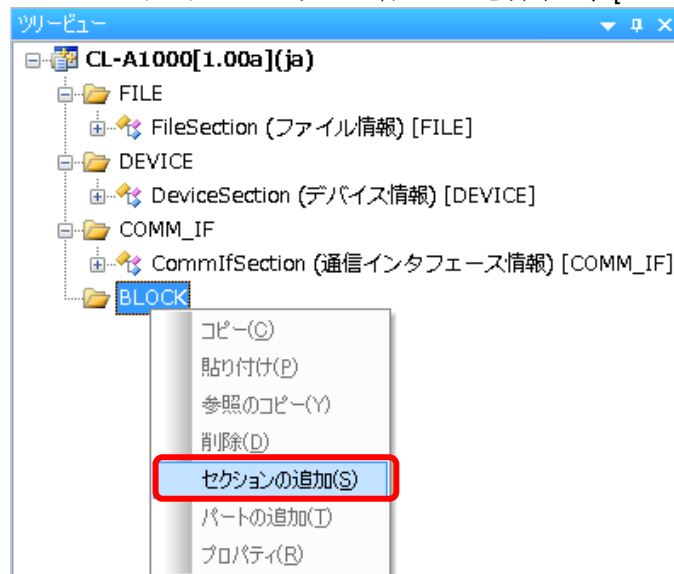 ツリービュー
CL-A1000[1.00a](ja)
FILE
FileSection (ファイル情報) [FILE]
DEVICE
DeviceSection (デバイス情報) [DEVICE]
COMM_IF
CommIfSection (通信インタフェース情報) [COMM_IF]
BLOCK
コピー(C)
貼り付け(P)
参照のコピー(Y)
削除(D)
セクションの追加(S)
パートの追加(T)
プロパティ(R)